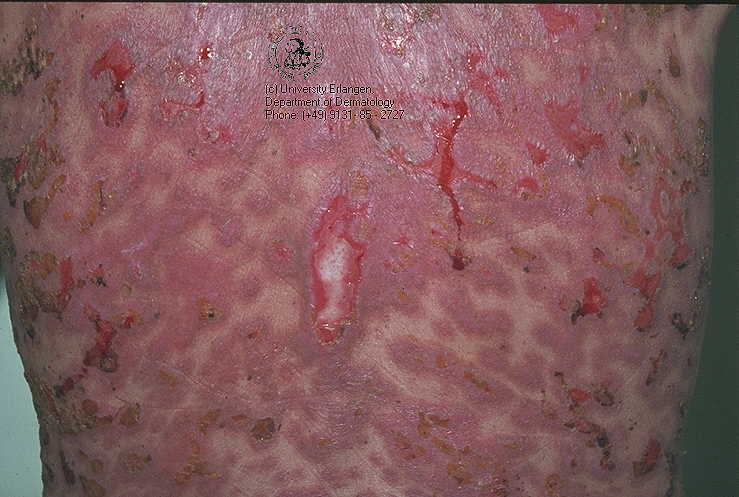 (c) University Erlangen
Department of Dermatology
Phone: (+49) 9131- 85 - 2727